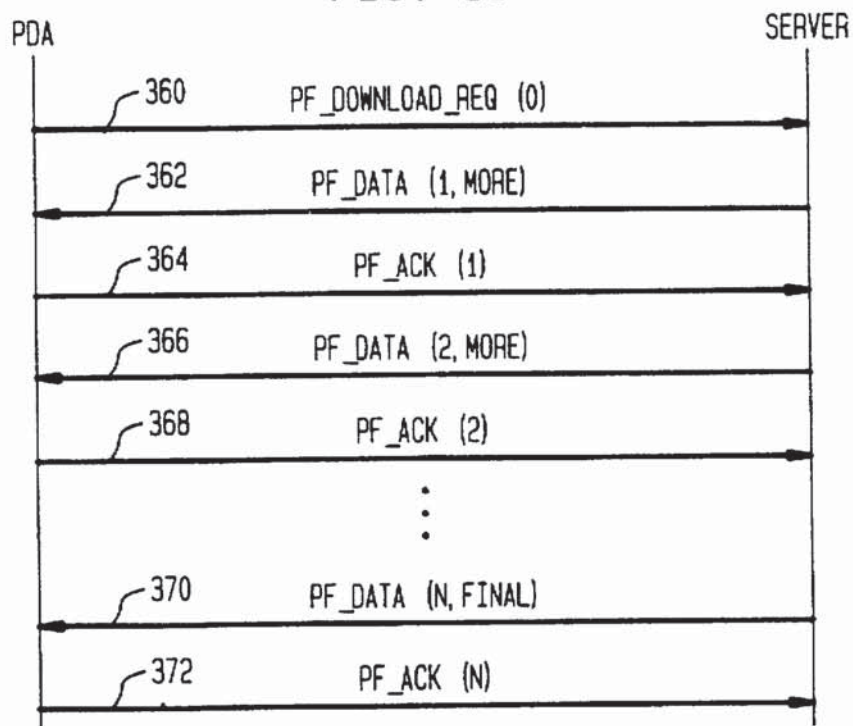 PDA
SERVER
360
PF_DOWNLOAD_REQ (0)
362
PF_DATA (1, MORE)
364
PF_ACK (1)
366
PF_DATA (2, MORE)
368
PF_ACK (2)
370
PF_DATA (N, FINAL)
372
PF_ACK (N)